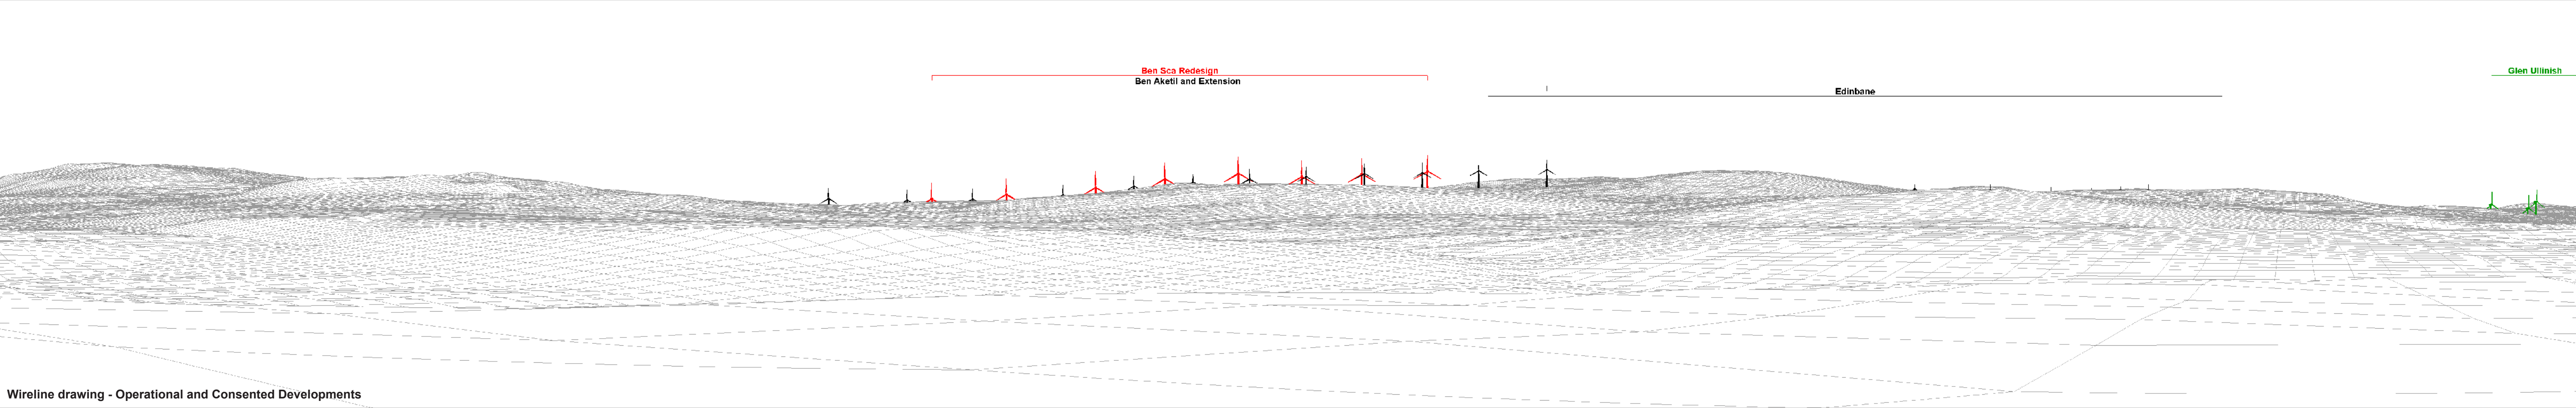 Ben Sca Redesign
Ben Aketil and Extension
Edinbane
Glen Ullinish
Wireline drawing - Operational and Consented Developments